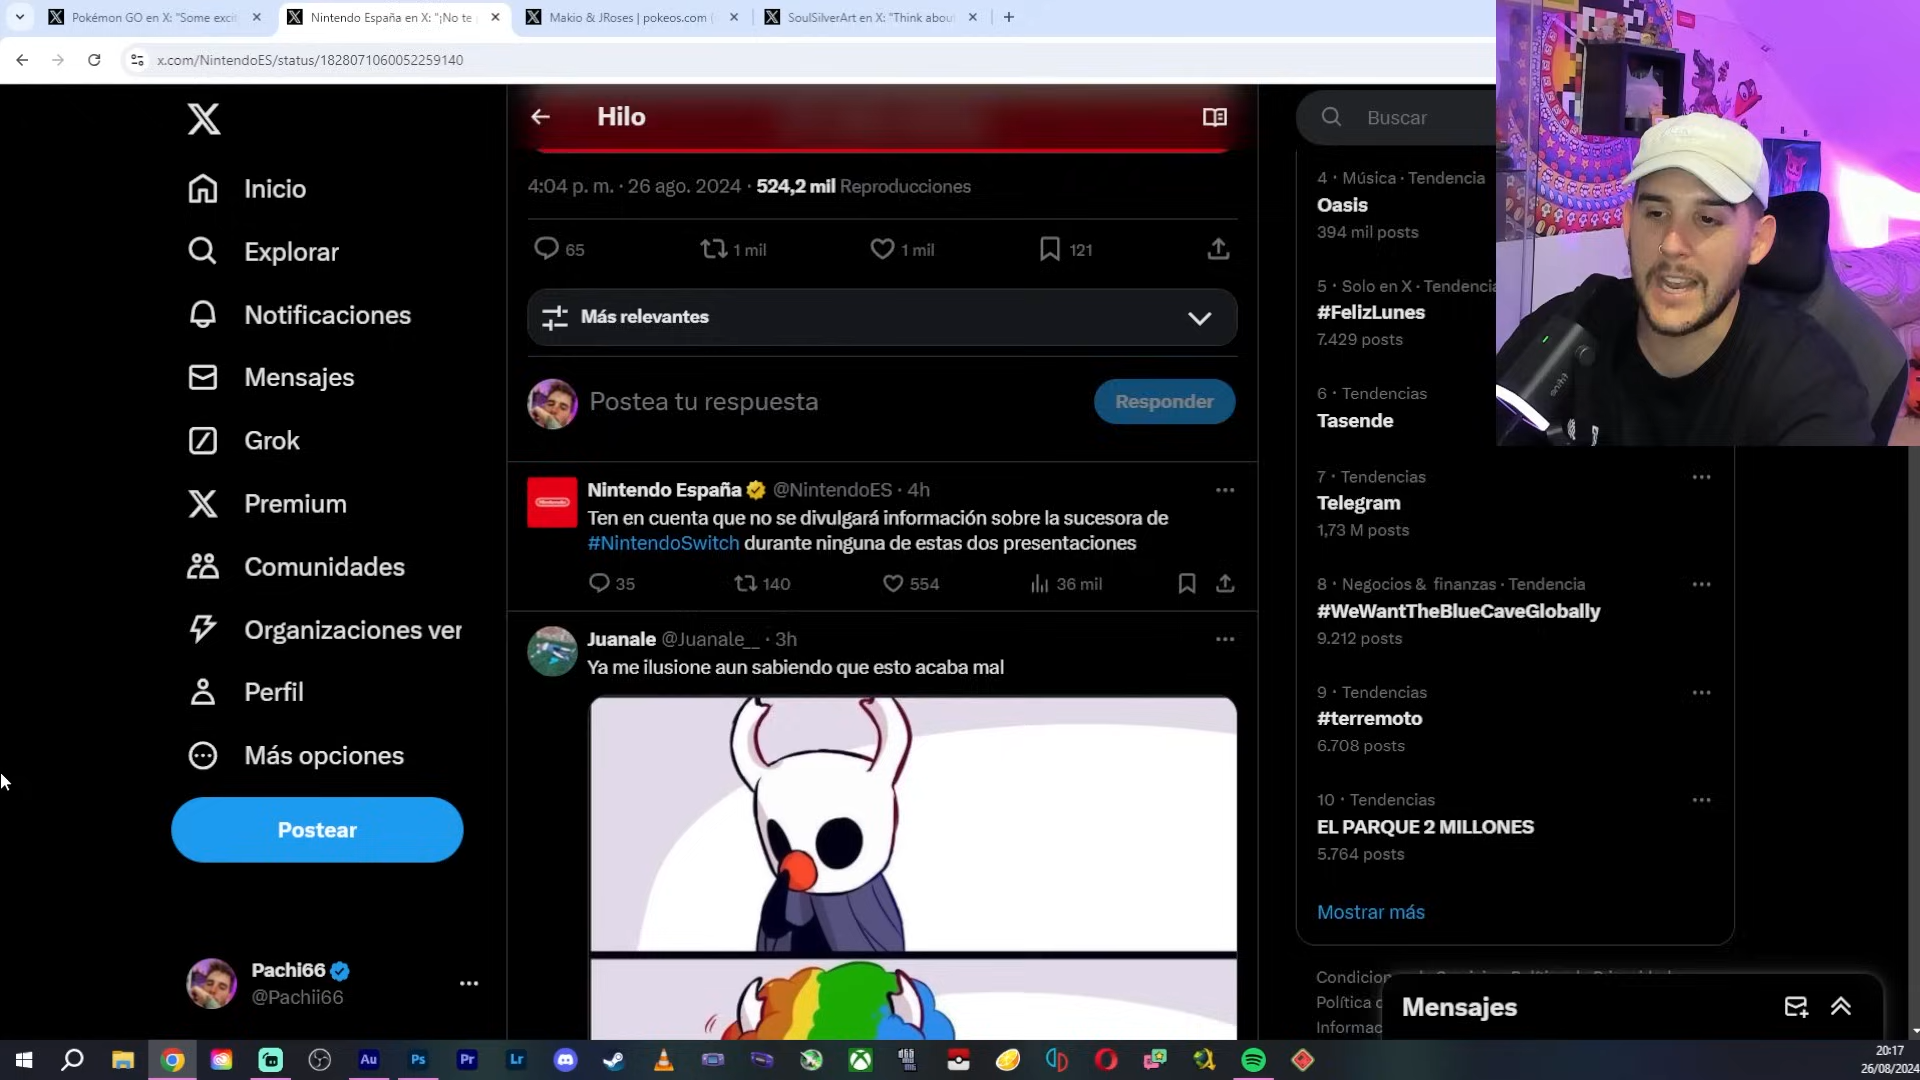 Pokémon GO en X: "Some exci
Nintendo España en X: "¡No te
Makio & JRoses | pokeos.com
SoulSilverArt en X: "Think about
x.com/NintendoES/status/1828071060052259140
Inicio
Explorar
Notificaciones
Mensajes
Grok
Premium
Comunidades
Organizaciones ver
Perfil
Más opciones
Postear
Pachi66
@Pachii66
Hilo
4:04 p. m. · 26 ago. 2024 · 524,2 mil Reproducciones
65 1 mil 1 mil 121
Más relevantes
Postea tu respuesta
Responder
Nintendo España @NintendoES · 4h
Ten en cuenta que no se divulgará información sobre la sucesora de
#NintendoSwitch durante ninguna de estas dos presentaciones
35 140 554 36 mil
Juanale @Juanale__ · 3h
Ya me ilusione aun sabiendo que esto acaba mal
Buscar
4 · Música · Tendencia
Oasis
394 mil posts
5 · Solo en X · Tendencia
#FelizLunes
7.429 posts
6 · Tendencias
Tasende
7 · Tendencias
Telegram
1,73 M posts
8 · Negocios & finanzas · Tendencia
#WeWantTheBlueCaveGlobally
9.212 posts
9 · Tendencias
#terremoto
6.708 posts
10 · Tendencias
EL PARQUE 2 MILLONES
5.764 posts
Mostrar más
Mensajes
Au Ps Pr Lr
20:17
26/08/2024